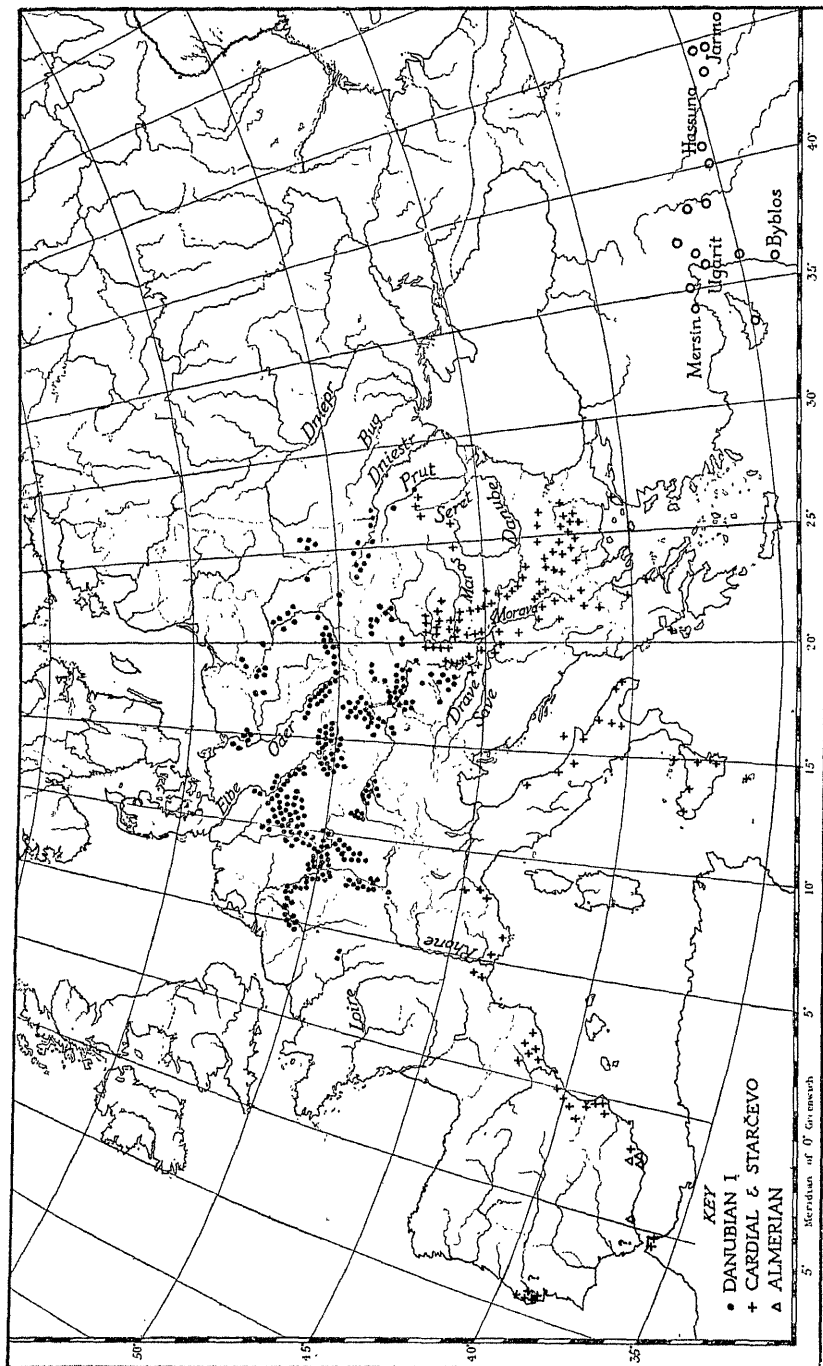 Dniepr
Bug
Dniestr
Prut
Seret
Danube
Maros
Morava
Drave
Save
Oder
Elbe
Rhone
Loire
Mersin
Ugarit
Byblos
Hassuna
Jarmo
?
?
50°
45°
40°
35°
5°
Meridian of 0° Greenwich
5°
10°
15°
20°
25°
30°
35°
40°
KEY
• DANUBIAN I
+ CARDIAL & STARČEVO
△ ALMERIAN